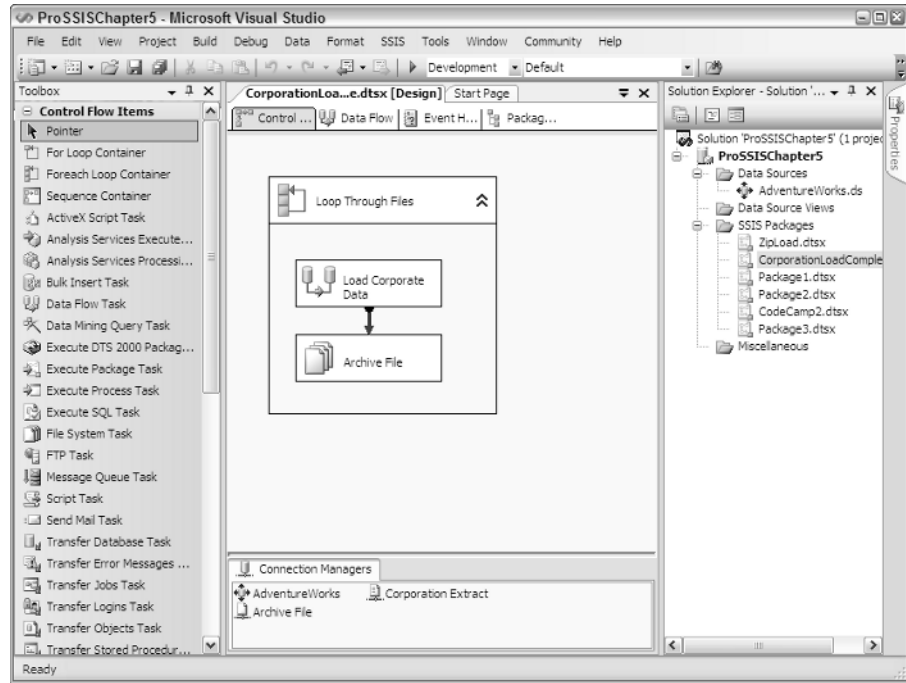 ProSSISChapter5 - Microsoft Visual Studio
File Edit View Project Build Debug Data Format SSIS Tools Window Community Help
Development Default
Toolbox
Control Flow Items
Pointer
For Loop Container
Foreach Loop Container
Sequence Container
ActiveX Script Task
Analysis Services Execute...
Analysis Services Processi...
Bulk Insert Task
Data Flow Task
Data Mining Query Task
Execute DTS 2000 Packag...
Execute Package Task
Execute Process Task
Execute SQL Task
File System Task
FTP Task
Message Queue Task
Script Task
Send Mail Task
Transfer Database Task
Transfer Error Messages ...
Transfer Jobs Task
Transfer Logins Task
Transfer Objects Task
Transfer Stored Procedur...
CorporationLoa...e.dtsx [Design] Start Page
Control ... Data Flow Event H... Packag...
Loop Through Files
Load Corporate
Data
Archive File
Connection Managers
AdventureWorks Corporation Extract
Archive File
Solution Explorer - Solution '...
Solution 'ProSSISChapter5' (1 projec
ProSSISChapter5
Data Sources
AdventureWorks.ds
Data Source Views
SSIS Packages
ZipLoad.dtsx
CorporationLoadComple
Package1.dtsx
Package2.dtsx
CodeCamp2.dtsx
Package3.dtsx
Miscellaneous
Properties
Ready